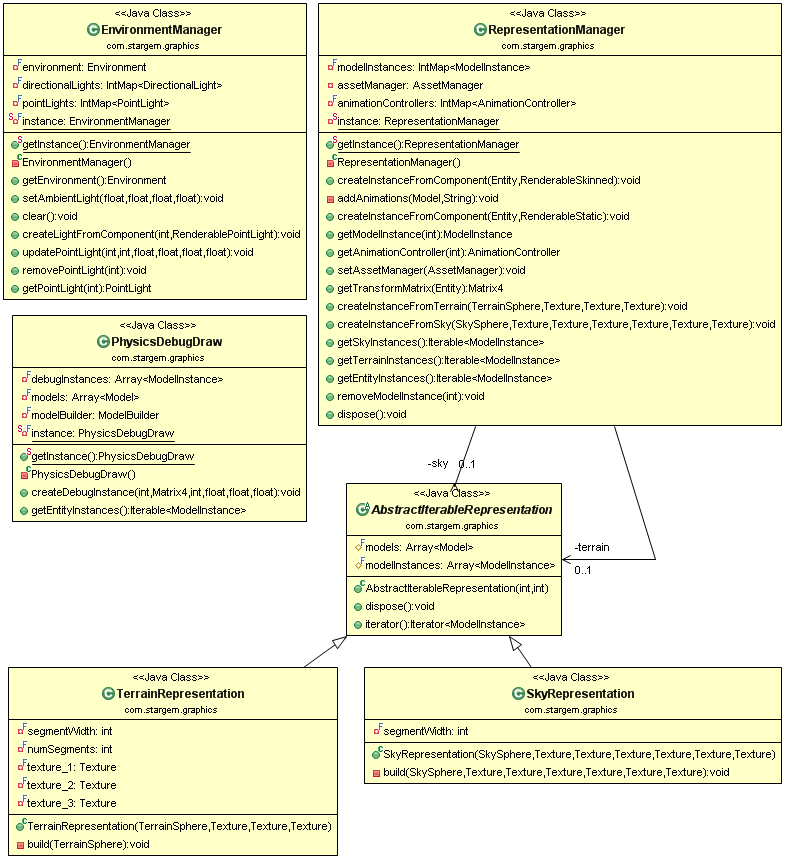 <<Java Class>>
EnvironmentManager
com.stargem.graphics
environment: Environment
directionalLights: IntMap<DirectionalLight>
pointLights: IntMap<PointLight>
instance: EnvironmentManager
getInstance():EnvironmentManager
EnvironmentManager()
getEnvironment():Environment
setAmbientLight(float,float,float,float):void
clear():void
createLightFromComponent(int,RenderablePointLight):void
updatePointLight(int,int,float,float,float,float):void
removePointLight(int):void
getPointLight(int):PointLight
<<Java Class>>
RepresentationManager
com.stargem.graphics
modelInstances: IntMap<ModelInstance>
assetManager: AssetManager
animationControllers: IntMap<AnimationController>
instance: RepresentationManager
getInstance():RepresentationManager
RepresentationManager()
createInstanceFromComponent(Entity,RenderableSkinned):void
addAnimations(Model,String):void
createInstanceFromComponent(Entity,RenderableStatic):void
getModelInstance(int):ModelInstance
getAnimationController(int):AnimationController
setAssetManager(AssetManager):void
getTransformMatrix(Entity):Matrix4
createInstanceFromTerrain(TerrainSphere,Texture,Texture,Texture):void
createInstanceFromSky(SkySphere,Texture,Texture,Texture,Texture,Texture,Texture):void
getSkyInstances():Iterable<ModelInstance>
getTerrainInstances():Iterable<ModelInstance>
getEntityInstances():Iterable<ModelInstance>
removeModelInstance(int):void
dispose():void
<<Java Class>>
PhysicsDebugDraw
com.stargem.graphics
debugInstances: Array<ModelInstance>
models: Array<Model>
modelBuilder: ModelBuilder
instance: PhysicsDebugDraw
getInstance():PhysicsDebugDraw
PhysicsDebugDraw()
createDebugInstance(int,Matrix4,int,float,float,float):void
getEntityInstances():Iterable<ModelInstance>
-sky 0..1
-terrain
0..1
<<Java Class>>
AbstractIterableRepresentation
com.stargem.graphics
models: Array<Model>
modelInstances: Array<ModelInstance>
AbstractIterableRepresentation(int,int)
dispose():void
iterator():Iterator<ModelInstance>
<<Java Class>>
TerrainRepresentation
com.stargem.graphics
segmentWidth: int
numSegments: int
texture_1: Texture
texture_2: Texture
texture_3: Texture
TerrainRepresentation(TerrainSphere,Texture,Texture,Texture)
build(TerrainSphere):void
<<Java Class>>
SkyRepresentation
com.stargem.graphics
segmentWidth: int
SkyRepresentation(SkySphere,Texture,Texture,Texture,Texture,Texture,Texture)
build(SkySphere,Texture,Texture,Texture,Texture,Texture,Texture):void